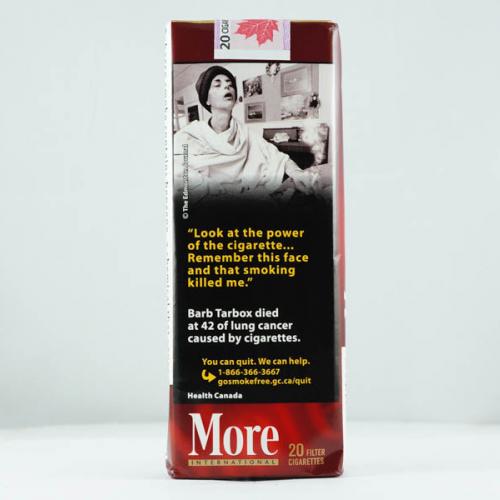 20 CIGA
© The Edmonton Journal
“Look at the power
of the cigarette...
Remember this face
and that smoking
killed me.”
Barb Tarbox died
at 42 of lung cancer
caused by cigarettes.
You can quit. We can help.
1-866-366-3667
gosmokefree.gc.ca/quit
Health Canada
More
INTERNATIONAL
20 FILTER
CIGARETTES